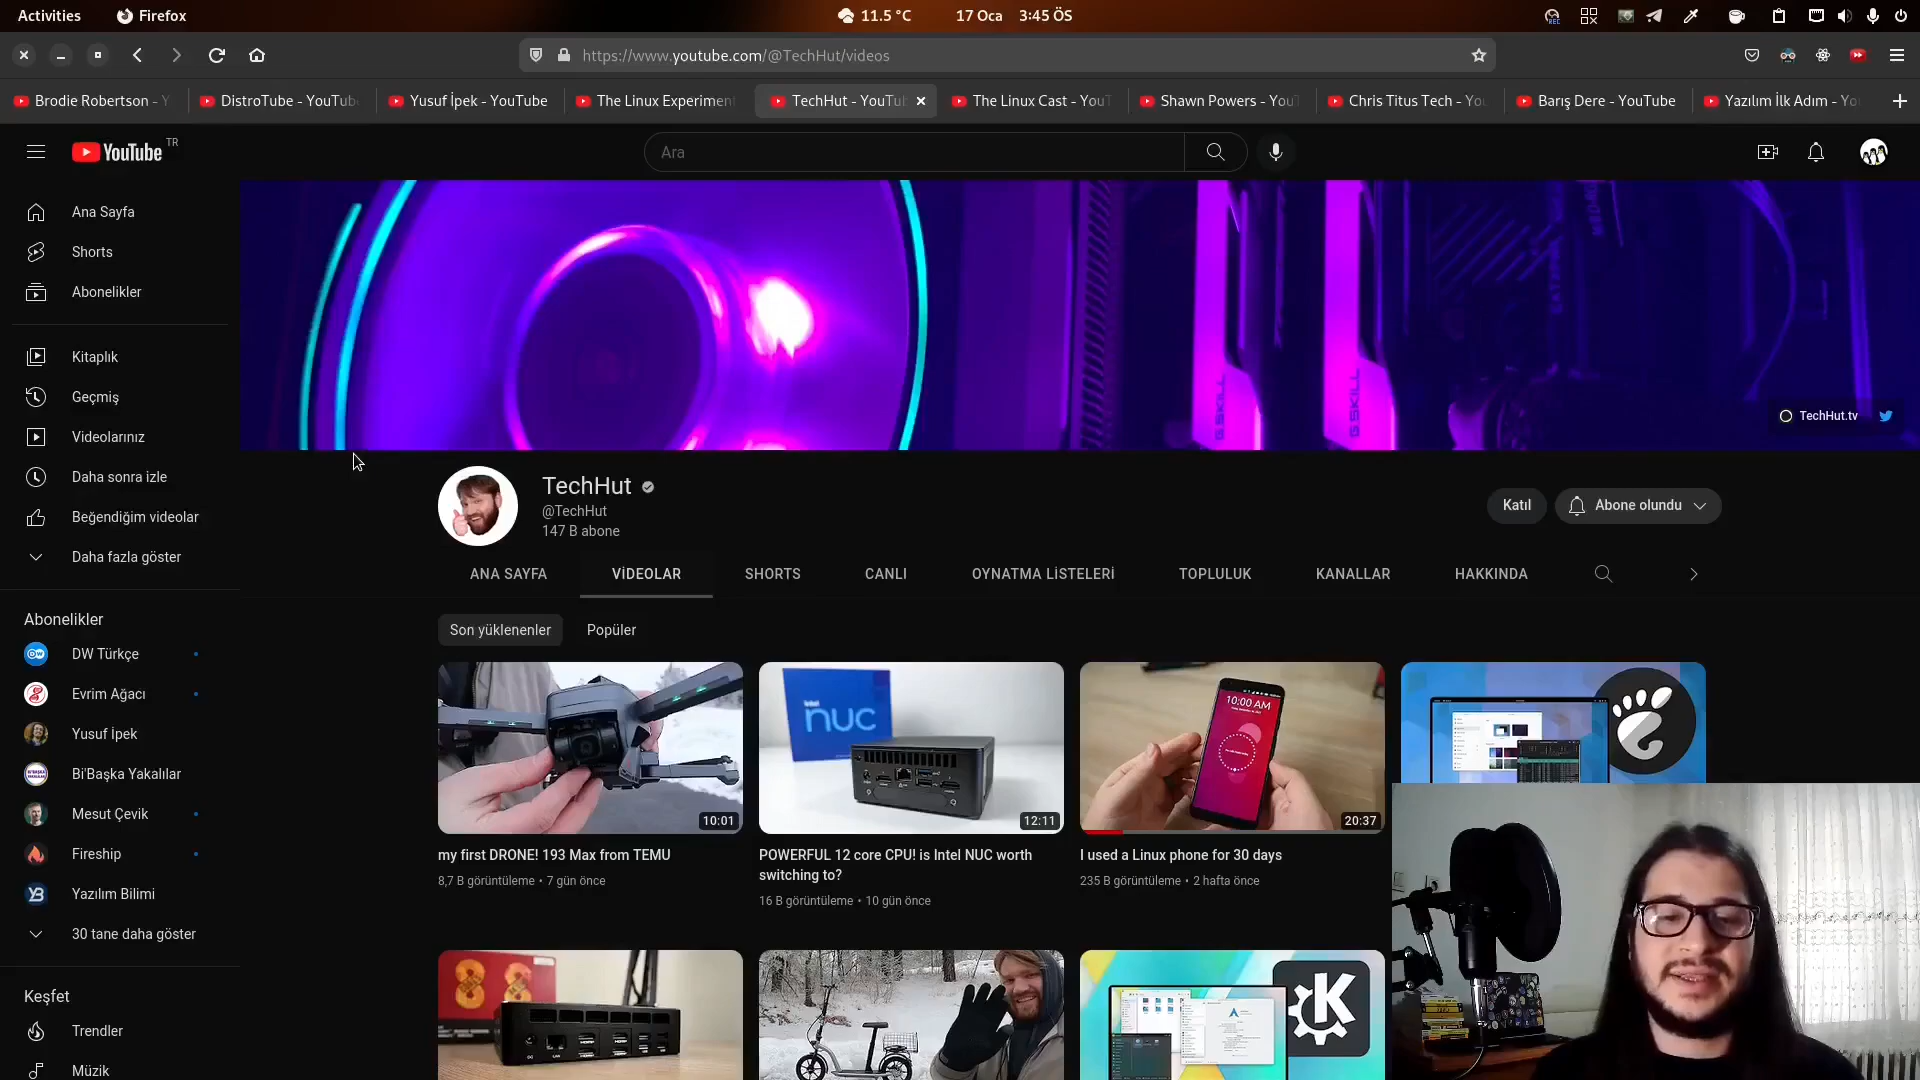 Activities
Firefox
11.5 °C
17 Oca 3:45 ÖS
REC
https://www.youtube.com/@TechHut/videos
Brodie Robertson - Y
DistroTube - YouTub
Yusuf İpek - YouTube
The Linux Experimen
TechHut - YouTu
The Linux Cast - YouT
Shawn Powers - You
Chris Titus Tech - Yo
Barış Dere - YouTube
Yazılım İlk Adım - Yo
YouTube
TR
Ara
Ana Sayfa
Shorts
Abonelikler
Kitaplık
Geçmiş
Videolarınız
Daha sonra izle
Beğendiğim videolar
Daha fazla göster
Abonelikler
DW Türkçe
Evrim Ağacı
Yusuf İpek
Bi'Başka Yakalılar
Mesut Çevik
Fireship
Yazılım Bilimi
30 tane daha göster
Keşfet
Trendler
Müzik
G.SKILL
G.SKILL
TechHut.tv
TechHut
@TechHut
147 B abone
Katıl
Abone olundu
ANA SAYFA
VİDEOLAR
SHORTS
CANLI
OYNATMA LİSTELERİ
TOPLULUK
KANALLAR
HAKKINDA
Son yüklenenler
Popüler
10:01
my first DRONE! 193 Max from TEMU
8,7 B görüntüleme • 7 gün önce
intel
nuc
12:11
POWERFUL 12 core CPU! is Intel NUC worth
switching to?
16 B görüntüleme • 10 gün önce
10:00 AM
20:37
I used a Linux phone for 30 days
235 B görüntüleme • 2 hafta önce